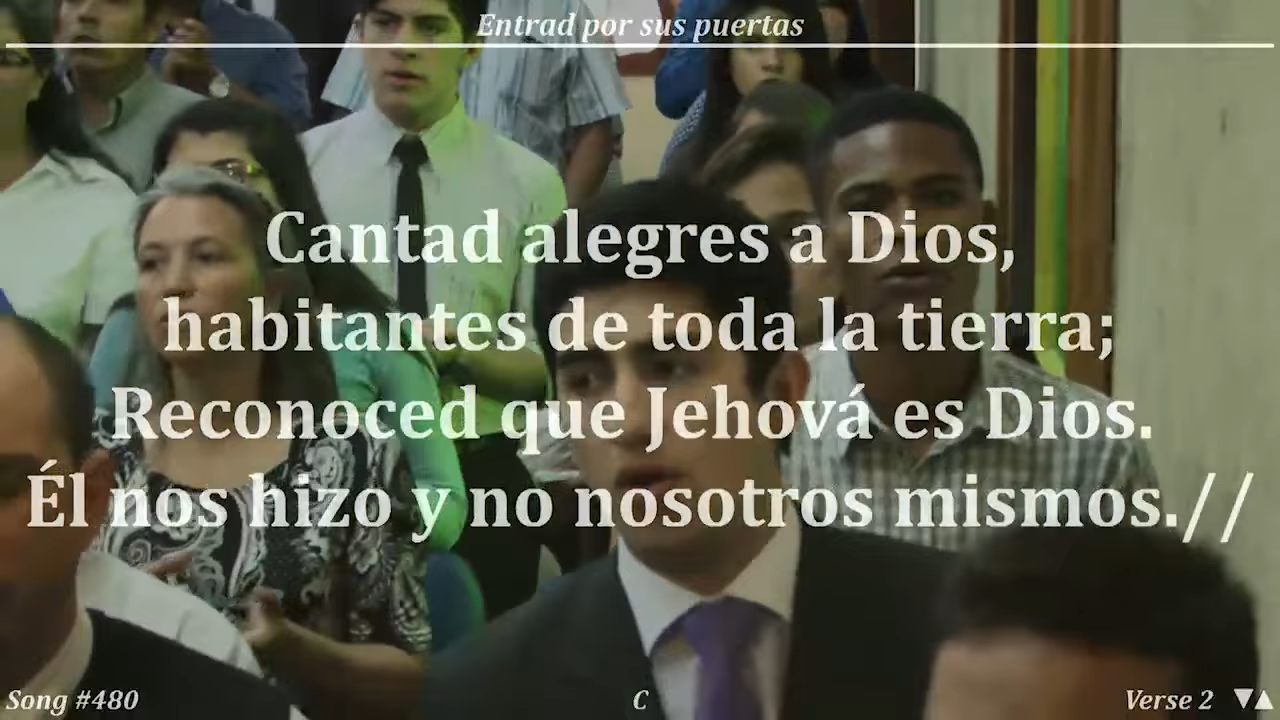 Entrad por sus puertas
Cantad alegres a Dios,
habitantes de toda la tierra;
Reconoced que Jehová es Dios.
Él nos hizo y no nosotros mismos.//
Song #480
C
Verse 2 ▼▲